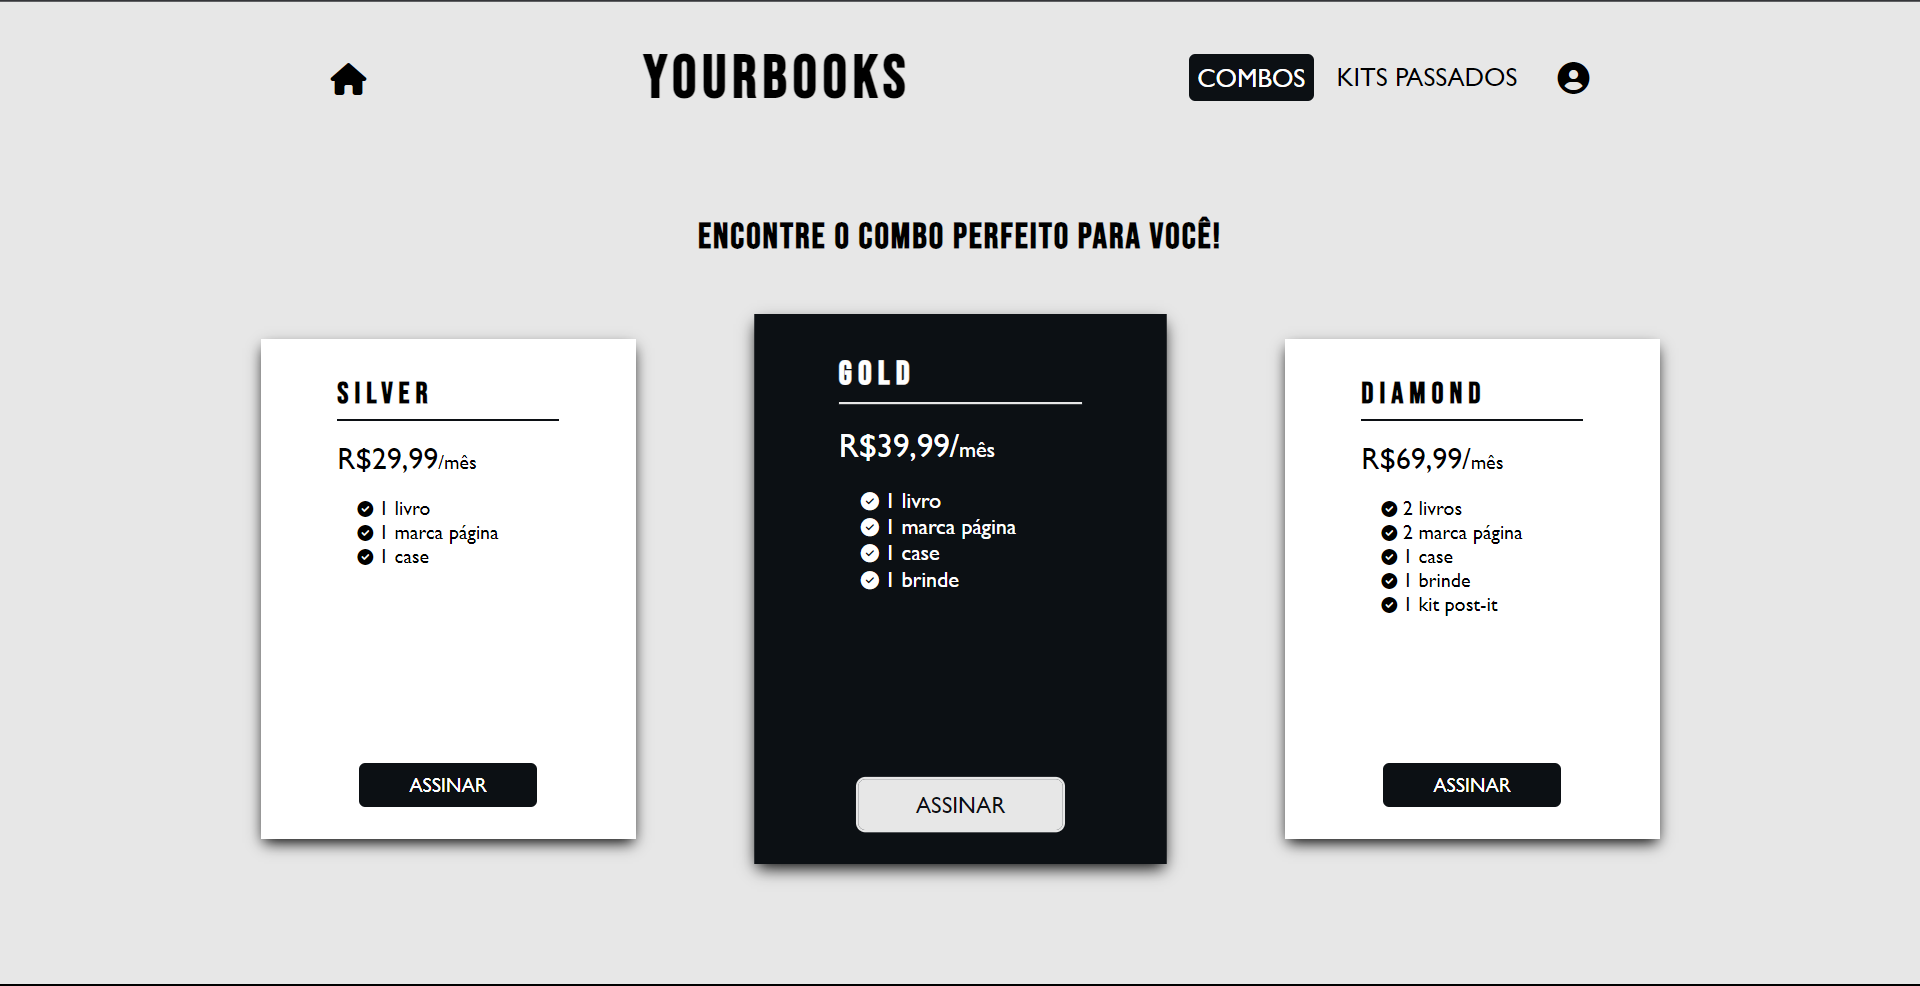 YOURBOOKS
COMBOS
KITS PASSADOS
ENCONTRE O COMBO PERFEITO PARA VOCÊ!
SILVER
R$29,99/mês
1 livro
1 marca página
1 case
ASSINAR
GOLD
R$39,99/mês
1 livro
1 marca página
1 case
1 brinde
ASSINAR
DIAMOND
R$69,99/mês
2 livros
2 marca página
1 case
1 brinde
1 kit post-it
ASSINAR